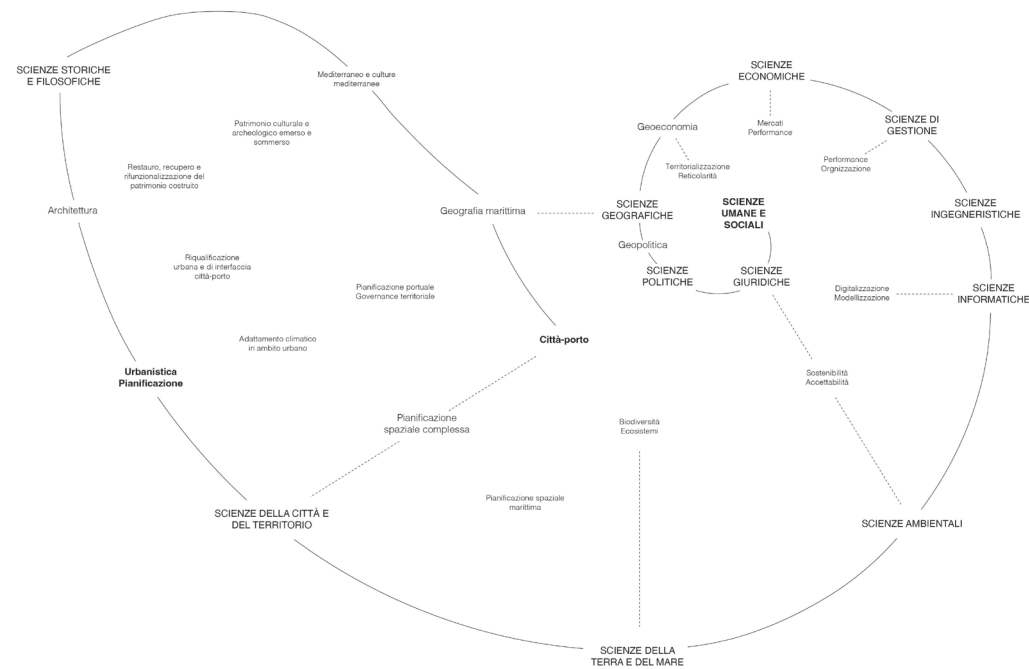 SCIENZE STORICHE
E FILOSOFICHE
Mediterraneo e culture
mediterranee
Patrimonio culturale e
archeologico emerso e
sommerso
Restauro, recupero e
rifunzionalizzazione del
patrimonio costruito
Architettura
Geografia marittima
Riqualificazione
urbana e di interfaccia
città-porto
Pianificazione portuale
Governance territoriale
Adattamento climatico
in ambito urbano
Città-porto
Urbanistica
Pianificazione
Pianificazione
spaziale complessa
Pianificazione spaziale
marittima
SCIENZE DELLA CITTÀ E
DEL TERRITORIO
SCIENZE
ECONOMICHE
Mercati
Performance
Geoeconomia
Territorializzazione
Reticolarità
SCIENZE DI
GESTIONE
Performance
Orgnizzazione
SCIENZE
GEOGRAFICHE
SCIENZE
UMANE E
SOCIALI
SCIENZE
INGEGNERISTICHE
Geopolitica
SCIENZE
POLITICHE
SCIENZE
GIURIDICHE
Digitalizzazione
Modellizzazione
SCIENZE
INFORMATICHE
Sostenibilità
Accettabilità
Biodiversità
Ecosistemi
SCIENZE AMBIENTALI
SCIENZE DELLA
TERRA E DEL MARE